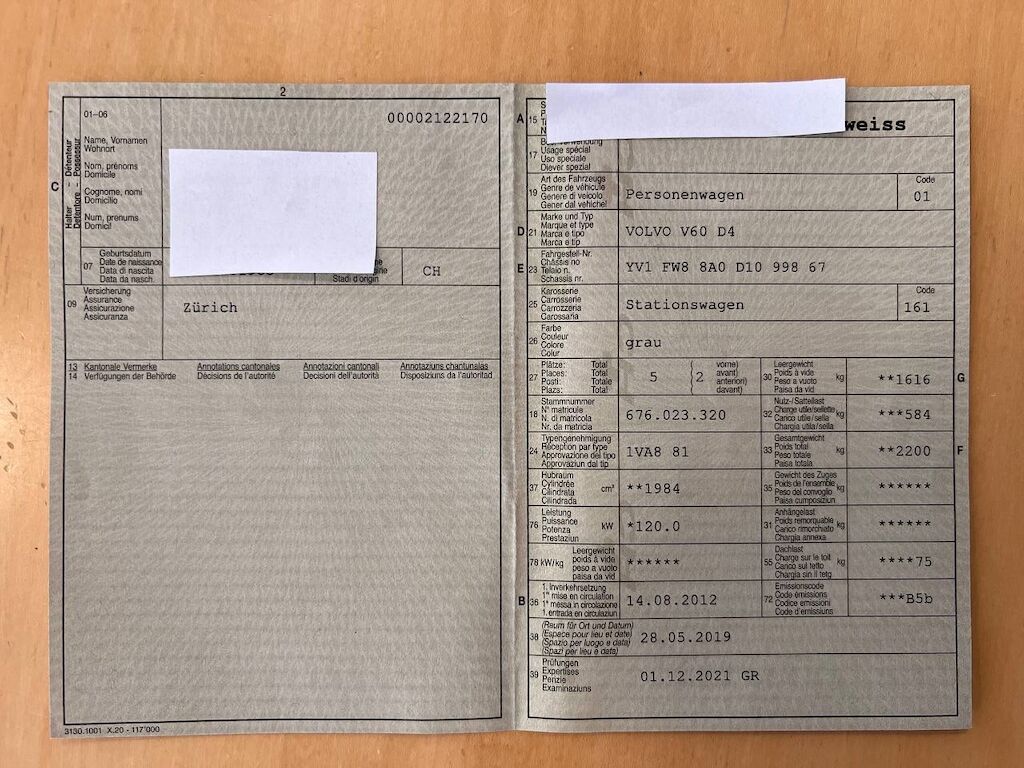 2
01–06
00002122170
C
Halter – Détenteur
Detentore – Possessur
Name, Vornamen
Wohnort
Nom, prénoms
Domicile
Cognome, nomi
Domicilio
Num, prenums
Domicil
07
Geburtsdatum
Date de naissance
Data di nascita
Data da nasch.
Stadi d'origin
CH
09
Versicherung
Assurance
Assicurazione
Assicuranza
Zürich
13 Kantonale Vermerke Annotations cantonales Annotazioni cantonali Annotaziuns chantunalas
14 Verfügungen der Behörde Décisions de l'autorité Decisioni dell'autorità Disposiziuns da l'autoritad
3130.1001 X.20 - 117'000
A 15
weiss
17
Usage spécial
Uso speciale
Diever spezial
19
Art des Fahrzeugs
Genre de véhicule
Genere di veicolo
Gener dal vehichel
Personenwagen
Code
01
D 21
Marke und Typ
Marque et type
Marca e tipo
Marca e tip
VOLVO V60 D4
E 23
Fahrgestell-Nr.
Châssis no
Telaio n.
Schassis nr.
YV1 FW8 8A0 D10 998 67
25
Karosserie
Carrosserie
Carrozzeria
Carossaria
Stationswagen
Code
161
26
Farbe
Couleur
Colore
Colur
grau
27
Plätze: Total
Places: Total
Posti: Totale
Plazs: Total
5
( 2
vorne)
avant)
anteriori)
davant)
30
Leergewicht
Poids à vide
Peso a vuoto
Paisa da vid
kg
**1616
G
18
Stammnummer
N° matricule
N. di matricola
Nr. da matricla
676.023.320
32
Nutz-/Sattellast
Charge utile/sellette
Carico utile/sella
Chargia utila/sella
kg
***584
24
Typengenehmigung
Réception par type
Approvazione del tipo
Approvaziun dal tip
1VA8 81
33
Gesamtgewicht
Poids total
Peso totale
Paisa totala
kg
**2200
F
37
Hubraum
Cylindrée
Cilindrata
Cilindrada
cm³
**1984
35
Gewicht des Zuges
Poids de l'ensemble
Peso del convoglio
Paisa cumposiziun
kg
******
76
Leistung
Puissance
Potenza
Prestaziun
kW
*120.0
31
Anhängelast
Poids remorquable
Carico rimorchiato
Chargia annexa
kg
******
78 kW/kg
Leergewicht
poids à vide
peso a vuoto
paisa da vid
******
55
Dachlast
Charge sur le toit
Carico sul tetto
Chargia sin il tetg
kg
****75
B 36
1. Inverkehrsetzung
1re mise en circulation
1a messa in circolazione
1. entrada en circulaziun
14.08.2012
72
Emissionscode
Code émissions
Codice emissioni
Code d'emissiuns
***B5b
38
(Raum für Ort und Datum)
(Espace pour lieu et date)
(Spazio per luogo e data)
(Spazi per lieu e data)
28.05.2019
39
Prüfungen
Expertises
Perizie
Examinaziuns
01.12.2021 GR